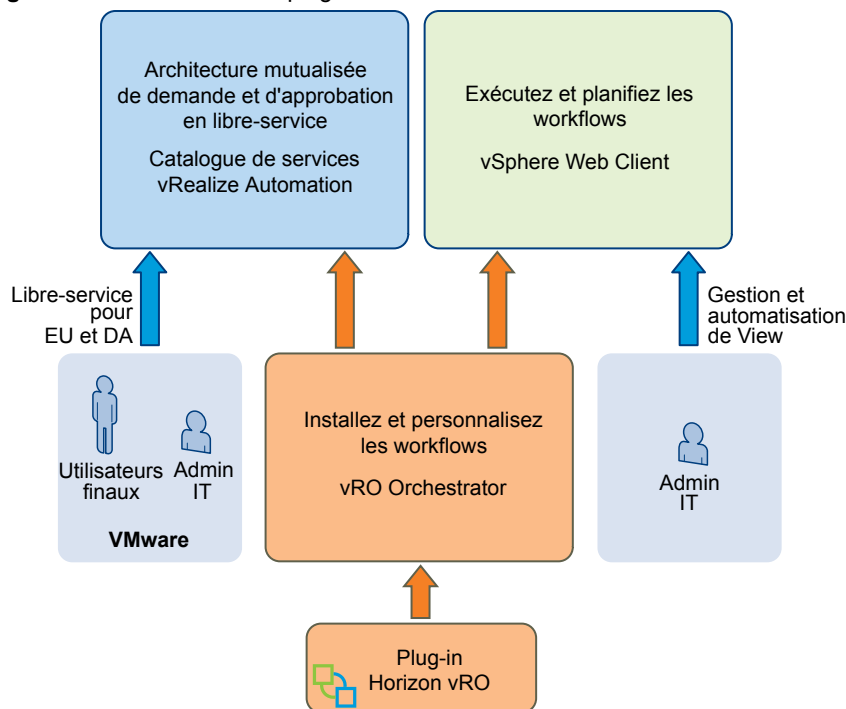 Architecture mutualisée
de demande et d'approbation
en libre-service
Catalogue de services
vRealize Automation
Exécutez et planifiez les
workflows
vSphere Web Client
Libre-service
pour
EU et DA
Gestion et
automatisation
de View
Utilisateurs
finaux
Admin
IT
VMware
Installez et personnalisez
les workflows
vRO Orchestrator
Admin
IT
Plug-in
Horizon vRO